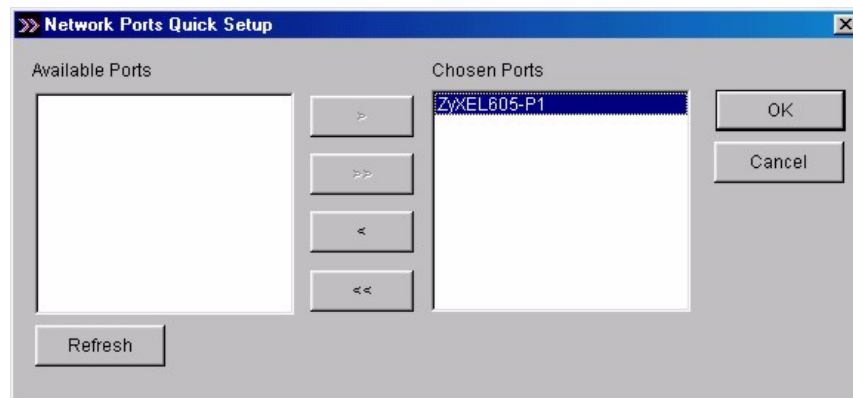 Network Ports Quick Setup
Available Ports
Chosen Ports
ZyXEL605-P1
>
>>
<
<<
OK
Cancel
Refresh